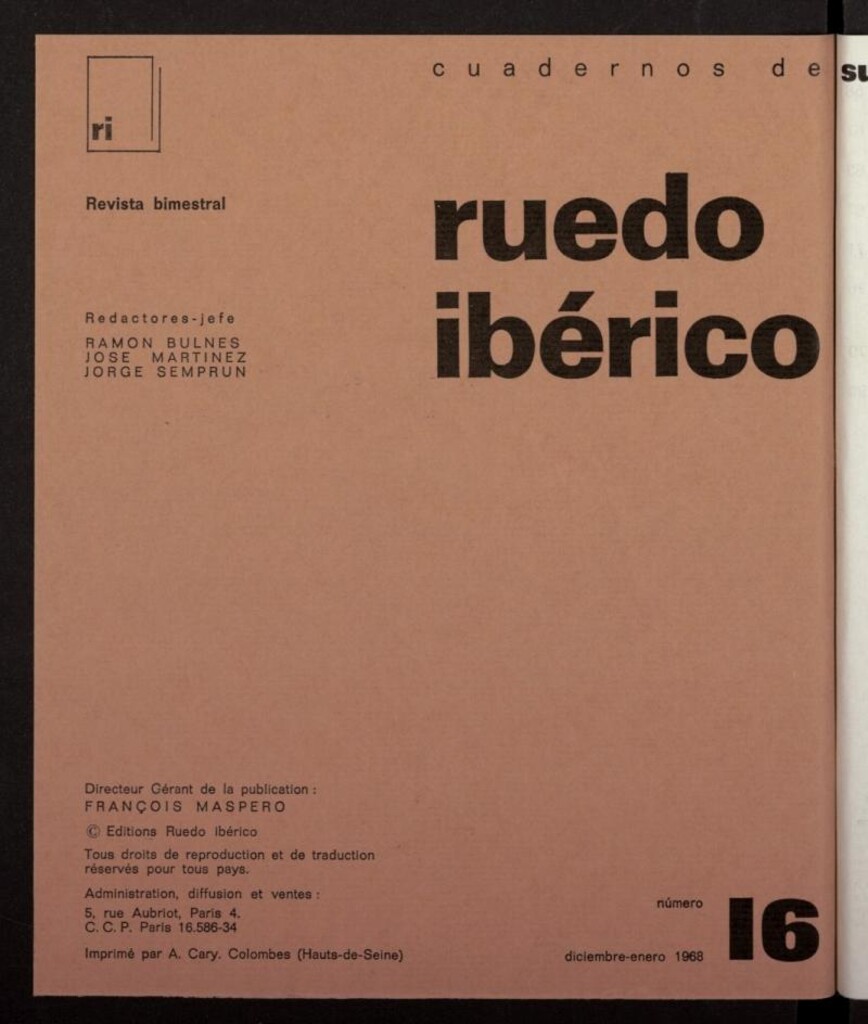 cuadernos de
ruedo
ibérico
ri
Revista bimestral
Redactores-jefe
RAMON BULNES
JOSE MARTINEZ
JORGE SEMPRUN
Directeur Gérant de la publication :
FRANÇOIS MASPERO
© Editions Ruedo ibérico
Tous droits de reproduction et de traduction
réservés pour tous pays.
Administration, diffusion et ventes :
5, rue Aubriot, Paris 4.
C. C. P. Paris 16.586-34
Imprimé par A. Cary. Colombes (Hauts-de-Seine)
número
16
diciembre-enero 1968